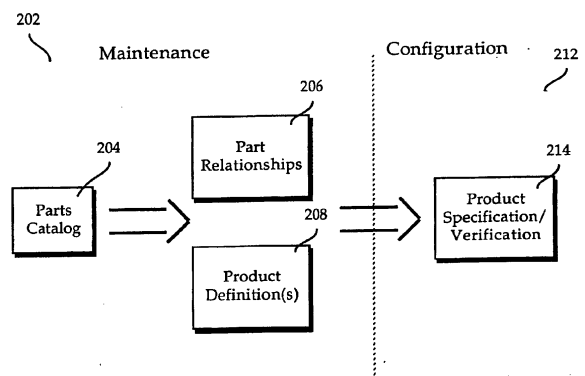 202
Maintenance
Configuration
212
206
Part
Relationships
204
Parts
Catalog
208
Product
Definition(s)
214
Product
Specification/
Verification